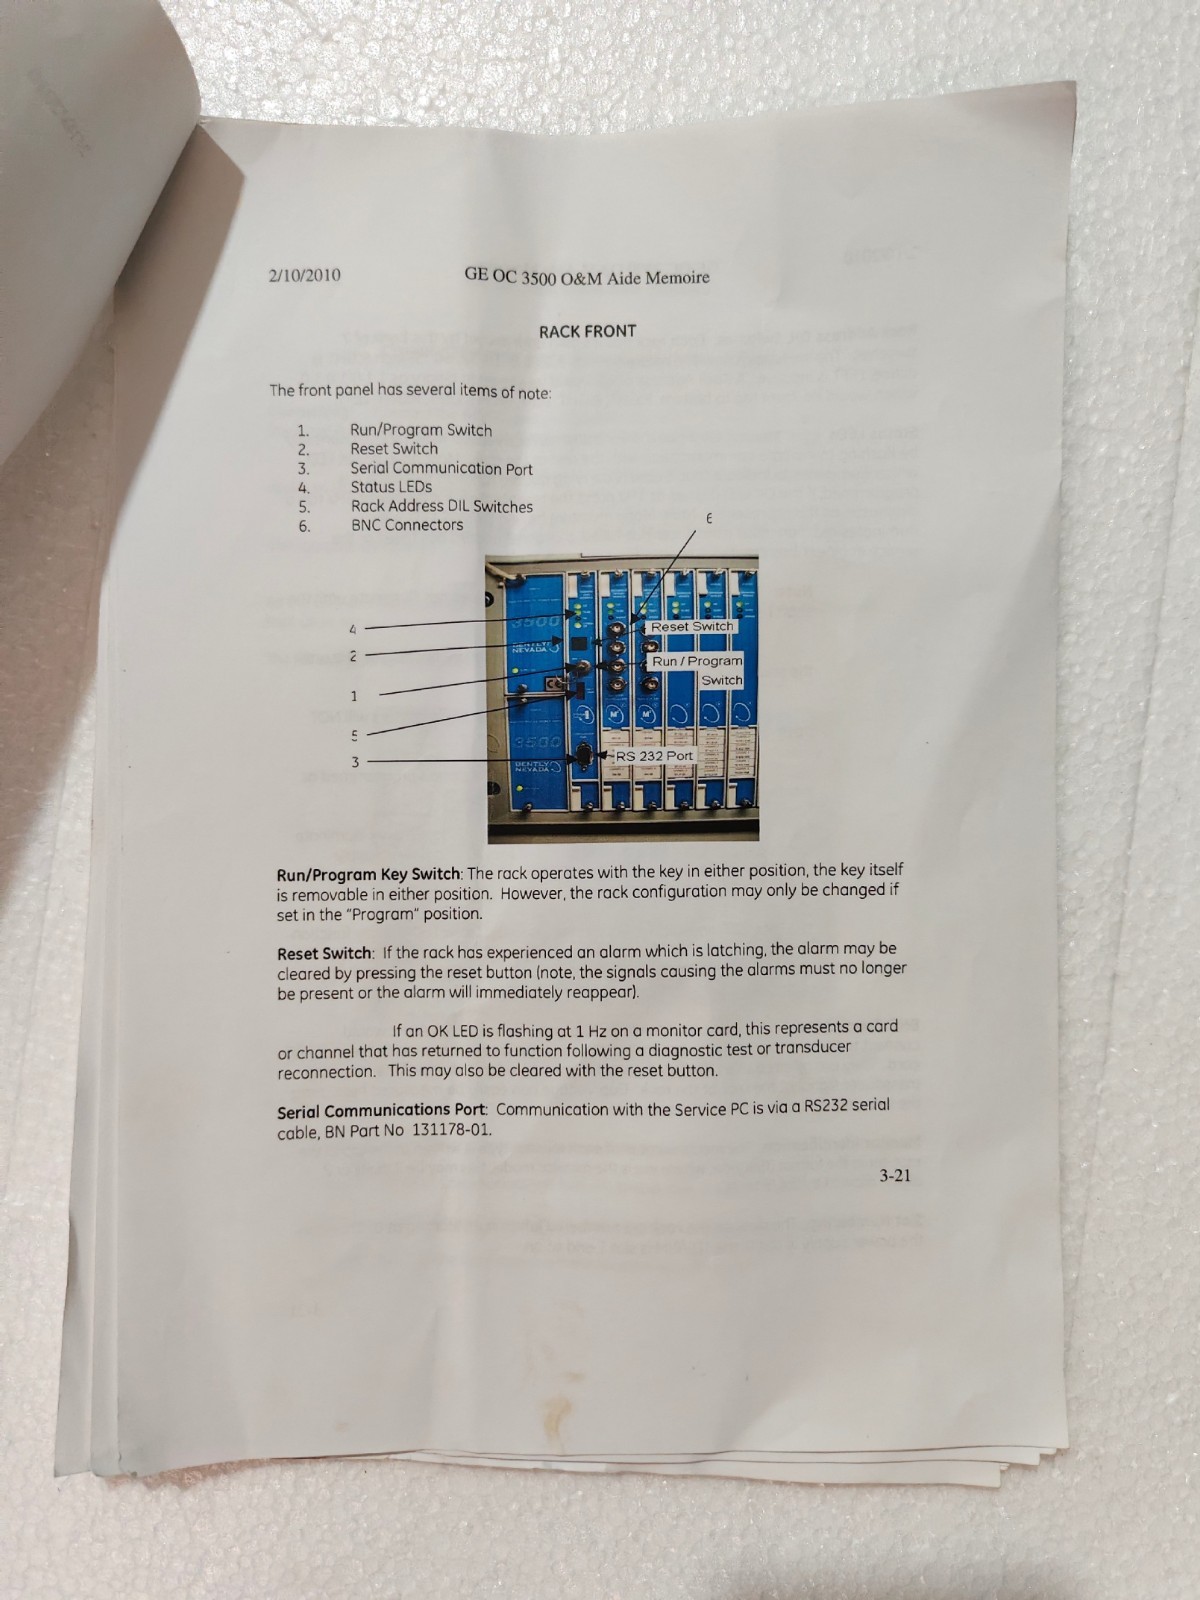 2/10/2010 GE OC 3500 O&M Aide Memoire
RACK FRONT
The front panel has several items of note:
1. Run/Program Switch
2. Reset Switch
3. Serial Communication Port
4. Status LEDs
5. Rack Address DIL Switches
6. BNC Connectors
6
4
2
1
5
3
3500
BENTLY
NEVADA
CE
3500
BENTLY
NEVADA
Reset Switch
Run / Program
Switch
RS 232 Port
Run/Program Key Switch: The rack operates with the key in either position, the key itself
is removable in either position. However, the rack configuration may only be changed if
set in the "Program" position.
Reset Switch: If the rack has experienced an alarm which is latching, the alarm may be
cleared by pressing the reset button (note, the signals causing the alarms must no longer
be present or the alarm will immediately reappear).
If an OK LED is flashing at 1 Hz on a monitor card, this represents a card
or channel that has returned to function following a diagnostic test or transducer
reconnection. This may also be cleared with the reset button.
Serial Communications Port: Communication with the Service PC is via a RS232 serial
cable, BN Part No 131178-01.
3-21